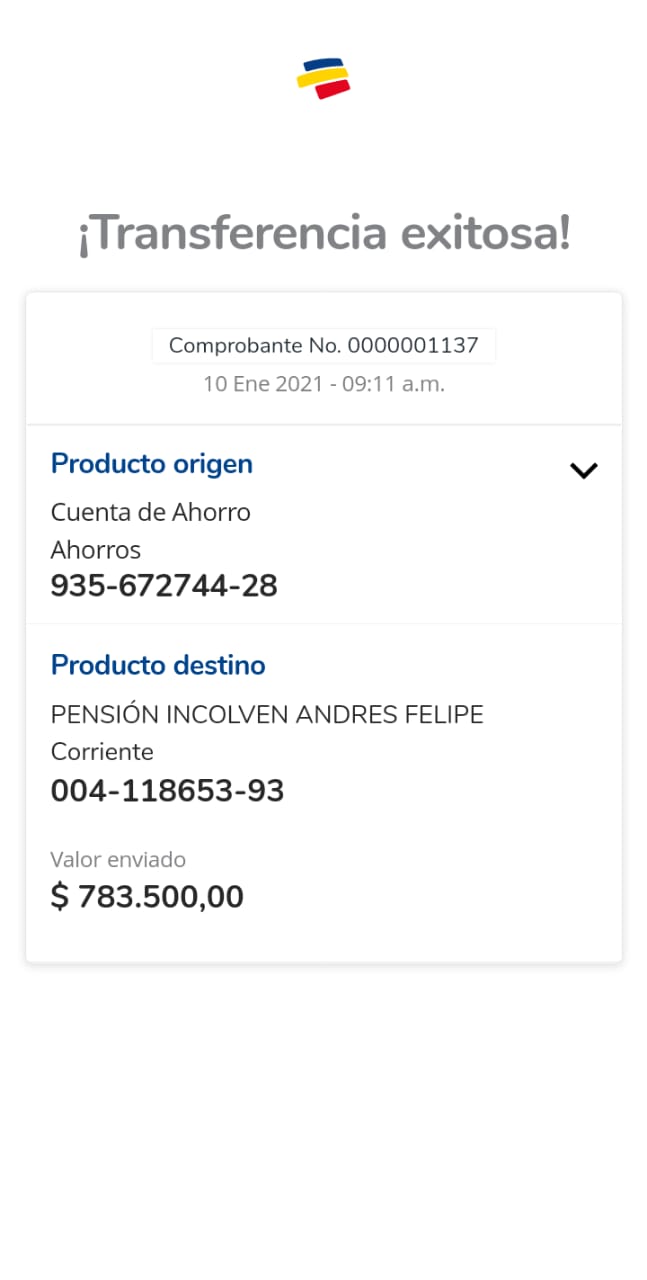 ¡Transferencia exitosa!
Comprobante No. 0000001137
10 Ene 2021 - 09:11 a.m.
Producto origen
Cuenta de Ahorro
Ahorros
935-672744-28
Producto destino
PENSIÓN INCOLVEN ANDRES FELIPE
Corriente
004-118653-93
Valor enviado
$ 783.500,00